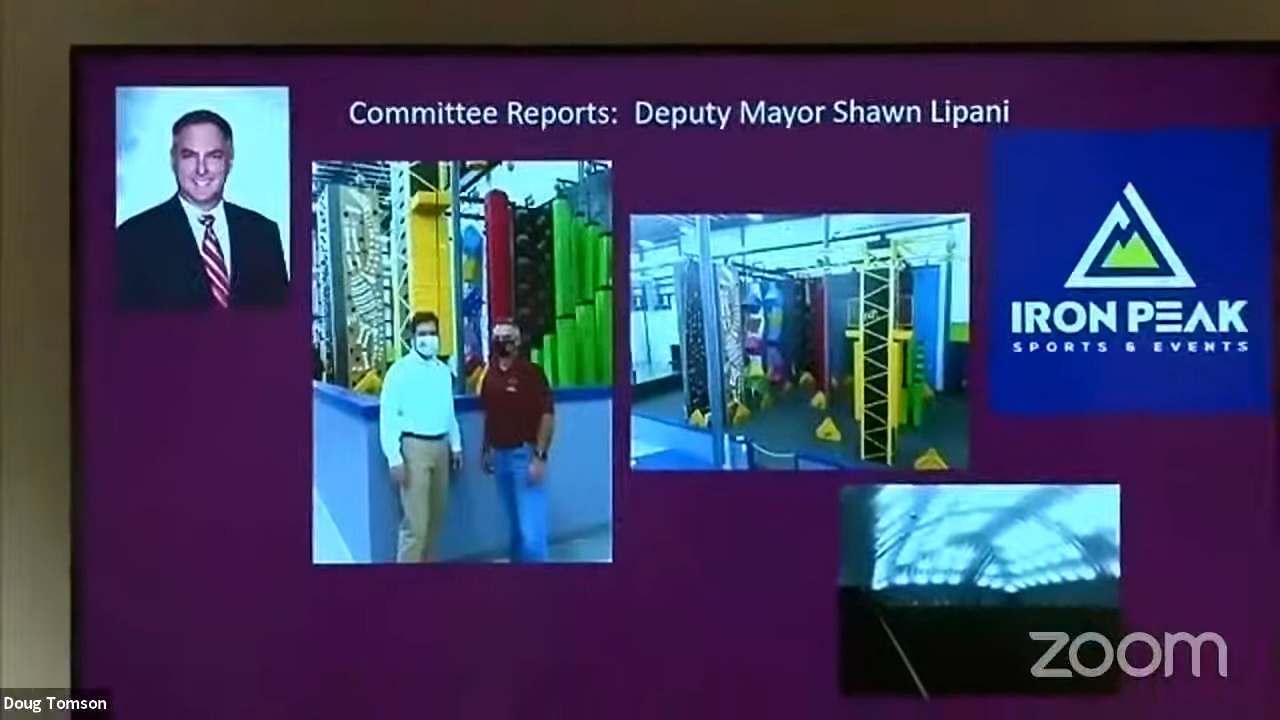 Committee Reports: Deputy Mayor Shawn Lipani
IRON PEAK
SPORTS & EVENTS
zoom
Doug Tomson